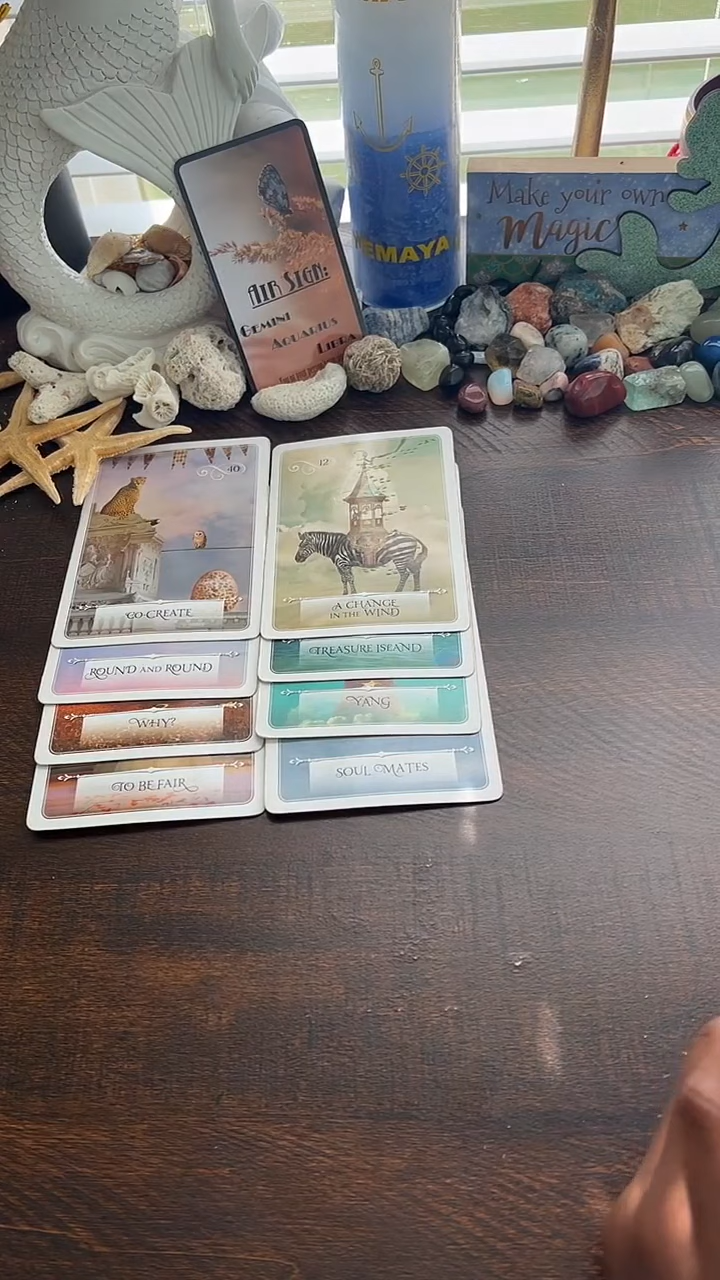 AIR SIGN:
GEMINI
AQUARIUS
LIBRA
YEMAYA
Make your own
Magic
40
CO-CREATE
12
A CHANGE
IN THE WIND
ROUND AND ROUND
TREASURE ISLAND
WHY?
YANG
TO BE FAIR
SOUL MATES